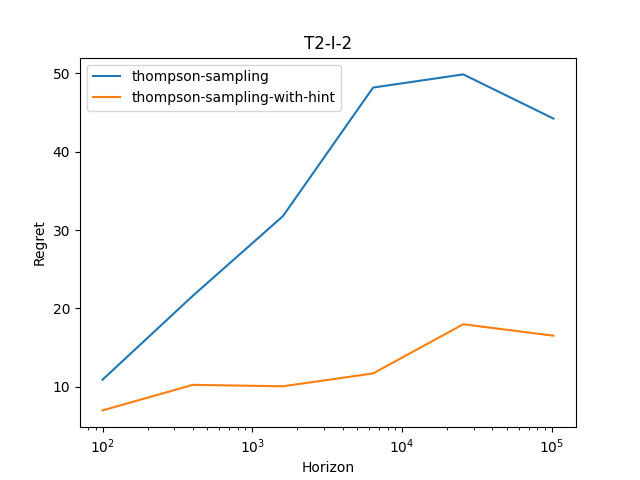 T2-I-2
thompson-sampling
thompson-sampling-with-hint
Regret
50
40
30
20
10
10²
10³
10⁴
10⁵
Horizon